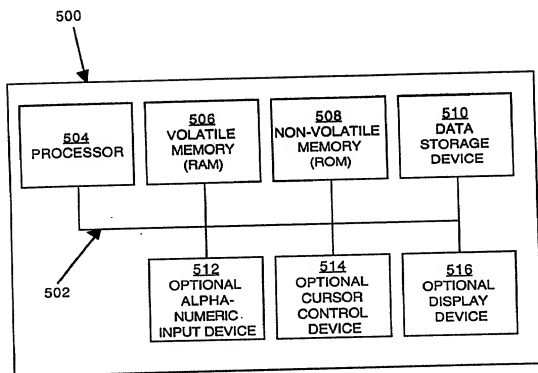 500
504
PROCESSOR
506
VOLATILE
MEMORY
(RAM)
508
NON-VOLATILE
MEMORY
(ROM)
510
DATA
STORAGE
DEVICE
502
512
OPTIONAL
ALPHA-
NUMERIC
INPUT DEVICE
514
OPTIONAL
CURSOR
CONTROL
DEVICE
516
OPTIONAL
DISPLAY
DEVICE